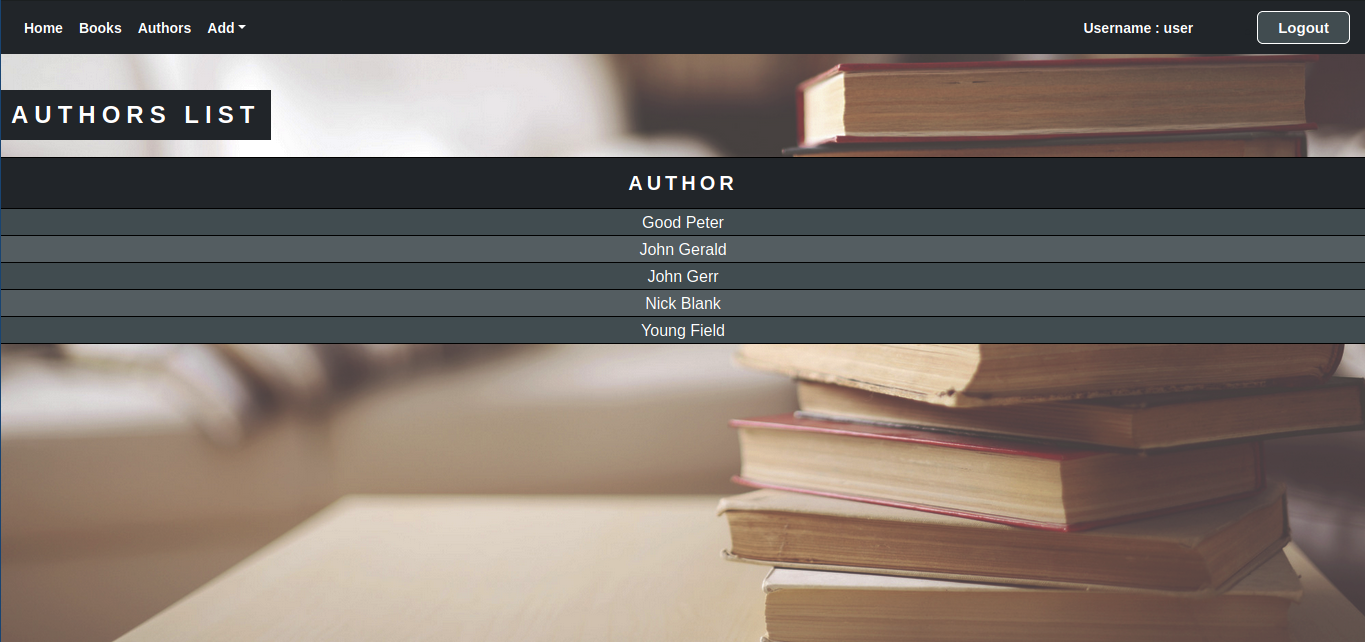 Home Books Authors Add Username : user Logout
AUTHORS LIST
AUTHOR
Good Peter
John Gerald
John Gerr
Nick Blank
Young Field